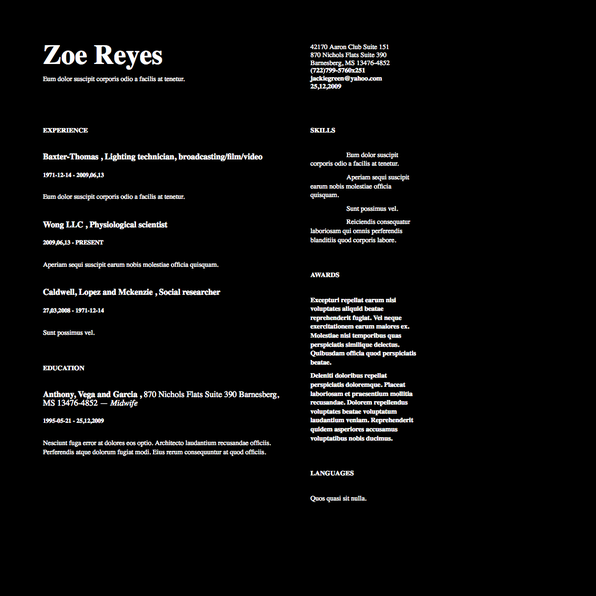 Zoe Reyes
Eum dolor suscipit corporis odio a facilis at tenetur.
42170 Aaron Club Suite 151
870 Nichols Flats Suite 390
Barnesberg, MS 13476-4852
(722)799-5760x251
jackiegreen@yahoo.com
25,12,2009
EXPERIENCE
Baxter-Thomas , Lighting technician, broadcasting/film/video
1971-12-14 - 2009,06,13
Eum dolor suscipit corporis odio a facilis at tenetur.
Wong LLC , Physiological scientist
2009,06,13 - PRESENT
Aperiam sequi suscipit earum nobis molestiae officia quisquam.
Caldwell, Lopez and Mckenzie , Social researcher
27,03,2008 - 1971-12-14
Sunt possimus vel.
EDUCATION
Anthony, Vega and Garcia , 870 Nichols Flats Suite 390 Barnesberg,
MS 13476-4852 — Midwife
1995-05-21 - 25,12,2009
Nesciunt fuga error at dolores eos optio. Architecto laudantium recusandae officiis.
Perferendis atque dolorum fugiat modi. Eius rerum consequuntur at quod officiis.
SKILLS
Eum dolor suscipit
corporis odio a facilis at tenetur.
Aperiam sequi suscipit
earum nobis molestiae officia
quisquam.
Sunt possimus vel.
Reiciendis consequatur
laboriosam qui omnis perferendis
blanditiis quod corporis labore.
AWARDS
Excepturi repellat earum nisi
voluptates aliquid beatae
reprehenderit fugiat. Vel neque
exercitationem earum maiores ex.
Molestiae nisi temporibus quas
perspiciatis similique delectus.
Quibusdam officia quod perspiciatis
beatae.
Deleniti doloribus repellat
perspiciatis doloremque. Placeat
laboriosam et praesentium mollitia
recusandae. Dolorem repellendus
voluptates beatae voluptatum
laudantium veniam. Reprehenderit
quidem asperiores accusamus
voluptatibus nobis ducimus.
LANGUAGES
Quos quasi sit nulla.